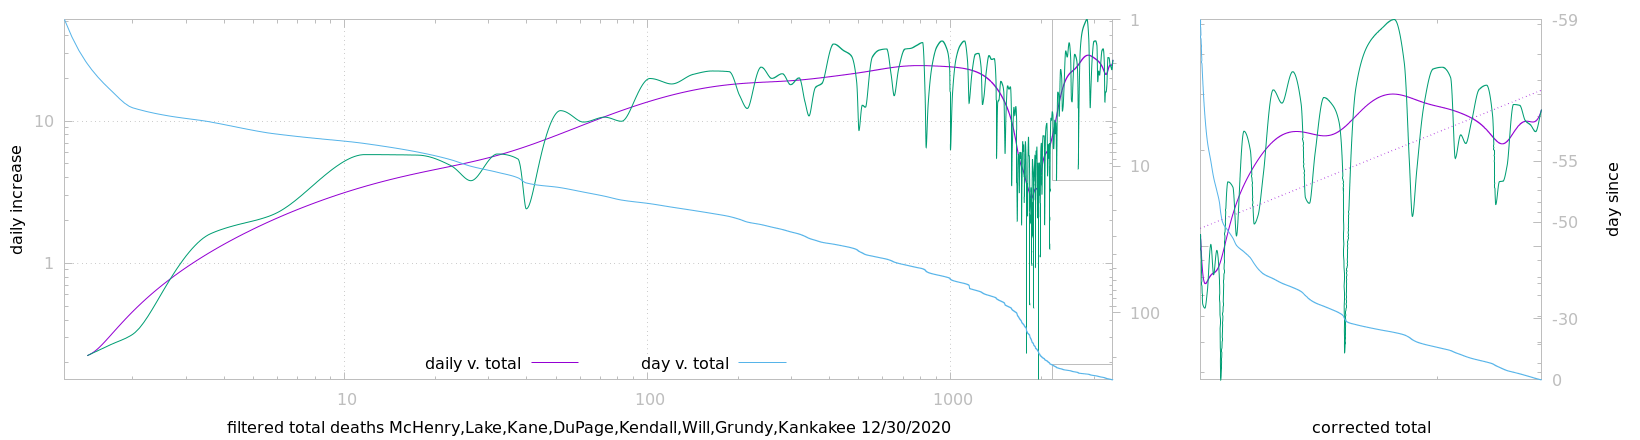 daily increase
10
1
10
100
1000
1
10
100
daily v. total
day v. total
filtered total deaths McHenry,Lake,Kane,DuPage,Kendall,Will,Grundy,Kankakee 12/30/2020
-59
-55
-50
-30
0
day since
corrected total